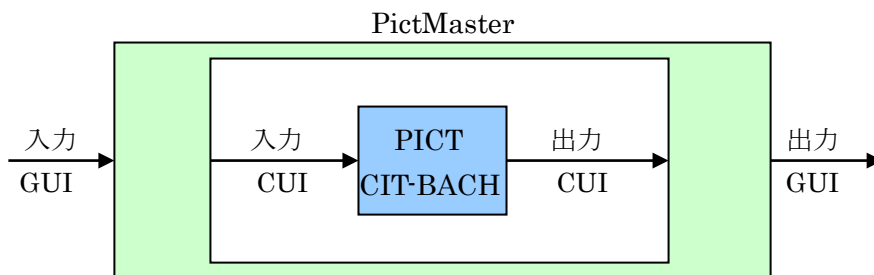 PictMaster
入力
GUI
入力
CUI
PICT
CIT-BACH
出力
CUI
出力
GUI